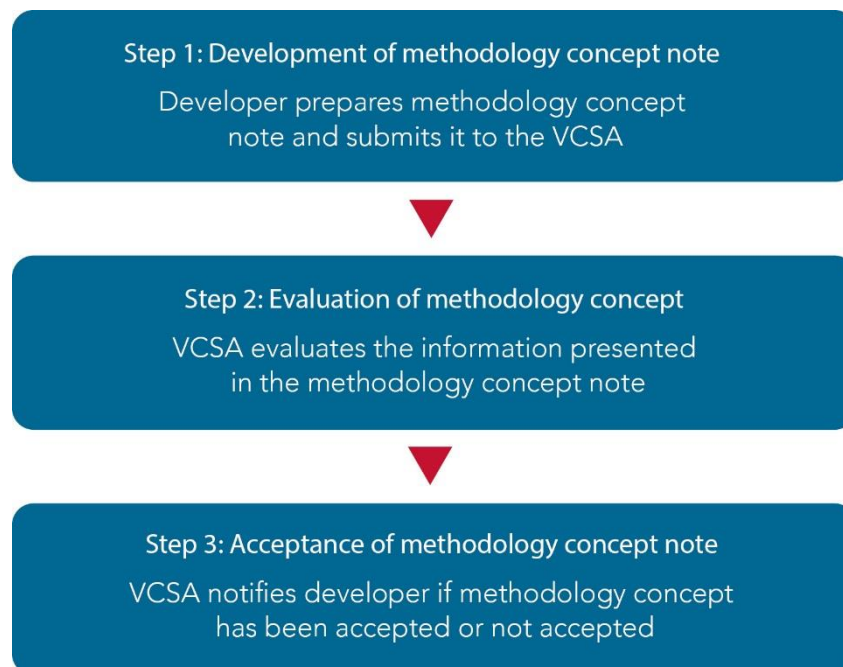 Step 1: Development of methodology concept note
Developer prepares methodology concept
note and submits it to the VCSA
Step 2: Evaluation of methodology concept
VCSA evaluates the information presented
in the methodology concept note
Step 3: Acceptance of methodology concept note
VCSA notifies developer if methodology concept
has been accepted or not accepted